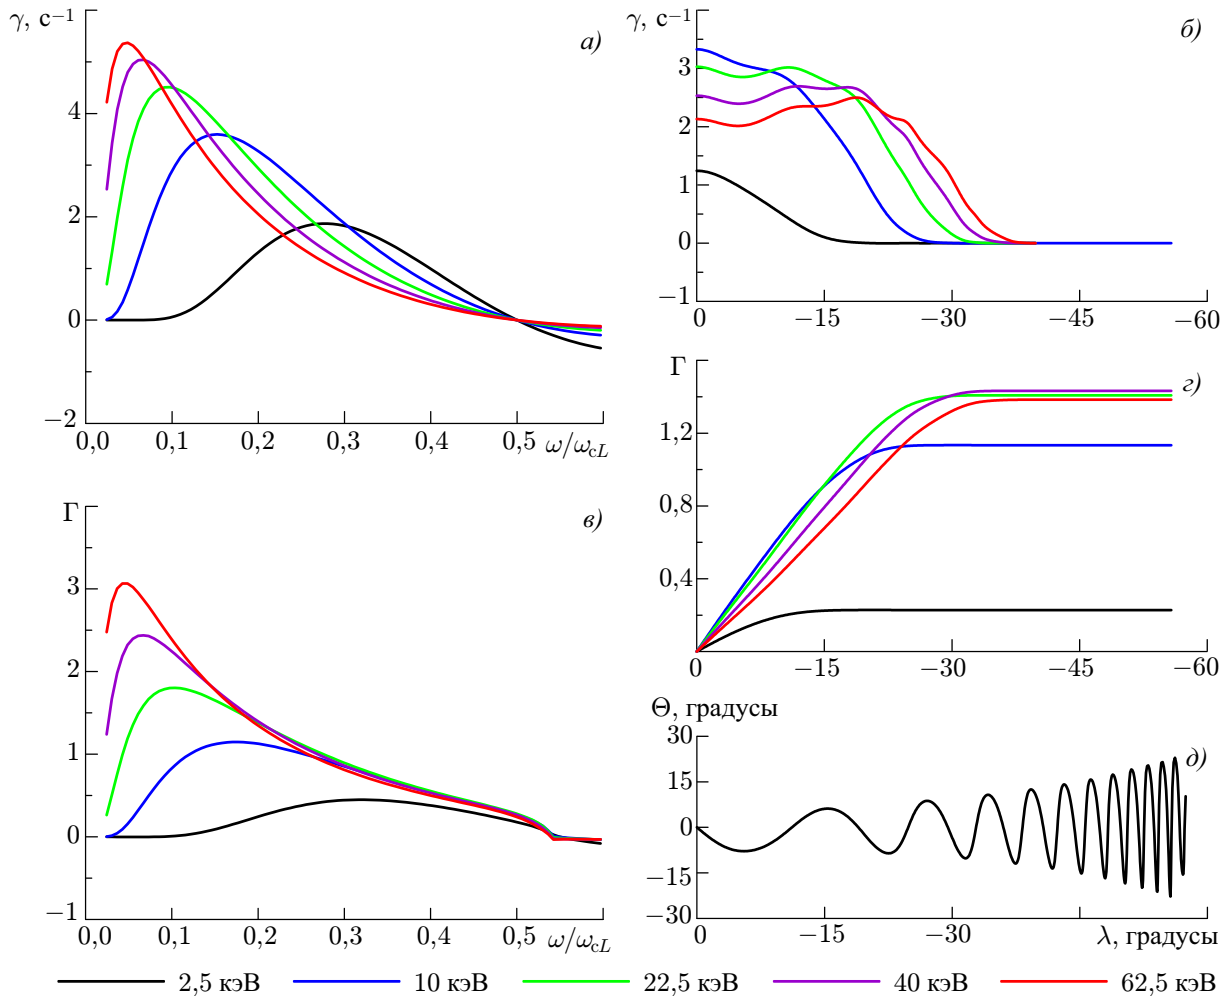 γ, с⁻¹
а)
4
2
0
−2
0,0 0,1 0,2 0,3 0,4 0,5 ω/ω_cL
γ, с⁻¹
б)
3
2
1
0
−1
0 −15 −30 −45 −60
Γ
в)
3
2
1
0
−1
0,0 0,1 0,2 0,3 0,4 0,5 ω/ω_cL
Γ
г)
1,2
0,8
0,4
0 −15 −30 −45 −60
Θ, градусы
д)
30
15
0
−15
−30
0 −15 −30 λ, градусы
2,5 кэВ 10 кэВ 22,5 кэВ 40 кэВ 62,5 кэВ